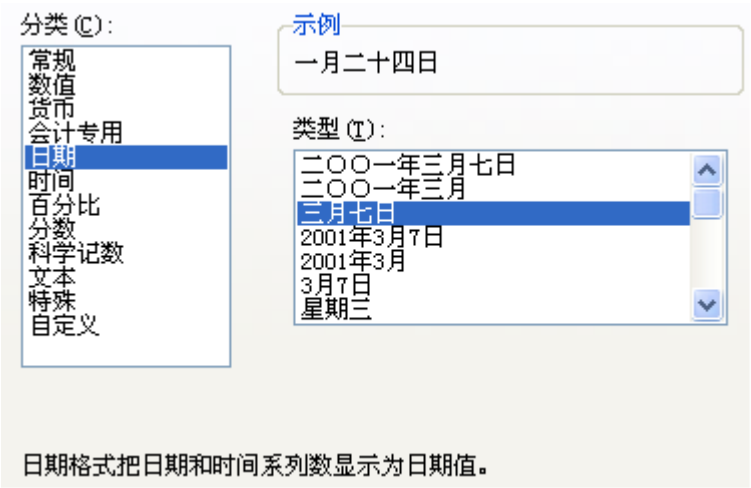 分类(C):
常规
数值
货币
会计专用
日期
时间
百分比
分数
科学记数
文本
特殊
自定义
示例
一月二十四日
类型(T):
二〇〇一年三月七日
二〇〇一年三月
三月七日
2001年3月7日
2001年3月
3月7日
星期三
日期格式把日期和时间系列数显示为日期值。